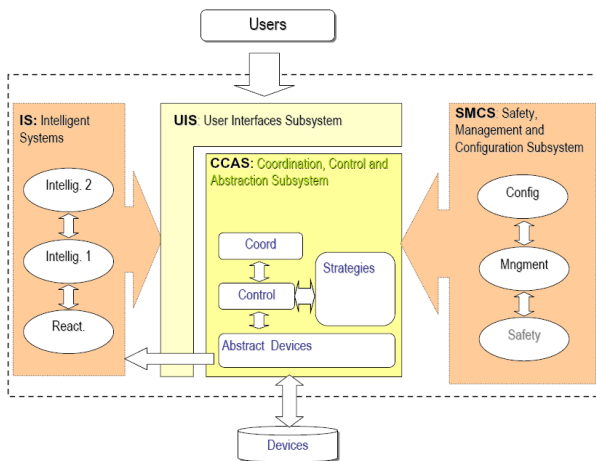 Users
IS: Intelligent
Systems
Intellig. 2
Intellig. 1
React.
UIS: User Interfaces Subsystem
CCAS: Coordination, Control and
Abstraction Subsystem
Coord
Control
Strategies
Abstract Devices
SMCS: Safety,
Management and
Configuration Subsystem
Config
Mngment
Safety
Devices